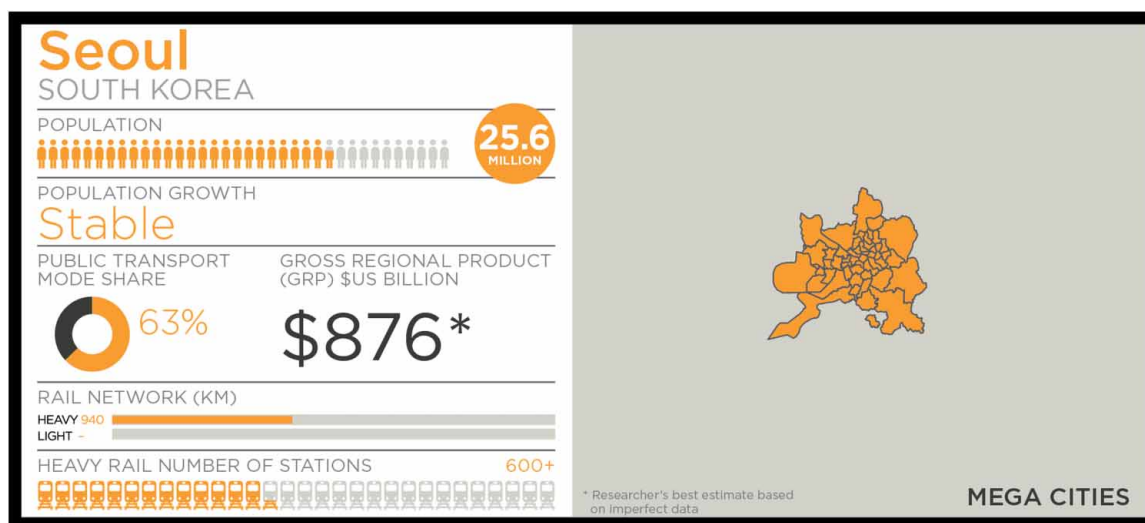 Seoul
SOUTH KOREA
POPULATION
25.6
MILLION
POPULATION GROWTH
Stable
PUBLIC TRANSPORT
MODE SHARE
63%
GROSS REGIONAL PRODUCT
(GRP) $US BILLION
$876*
RAIL NETWORK (KM)
HEAVY 940
LIGHT –
HEAVY RAIL NUMBER OF STATIONS 600+
* Researcher's best estimate based
on imperfect data
MEGA CITIES